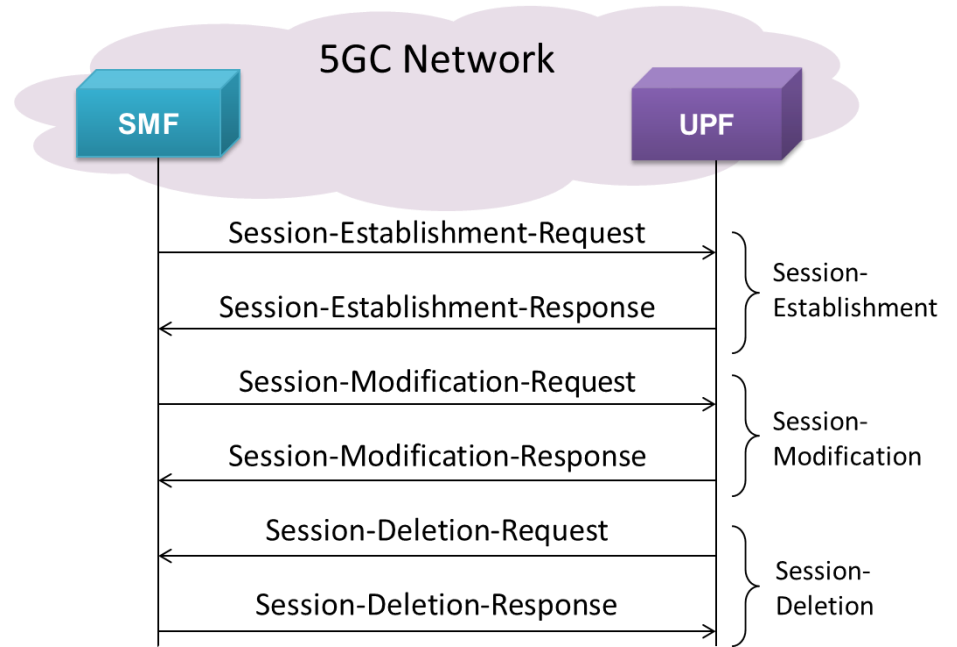 5GC Network
SMF
UPF
Session-Establishment-Request
Session-Establishment-Response
Session-
Establishment
Session-Modification-Request
Session-Modification-Response
Session-
Modification
Session-Deletion-Request
Session-Deletion-Response
Session-
Deletion